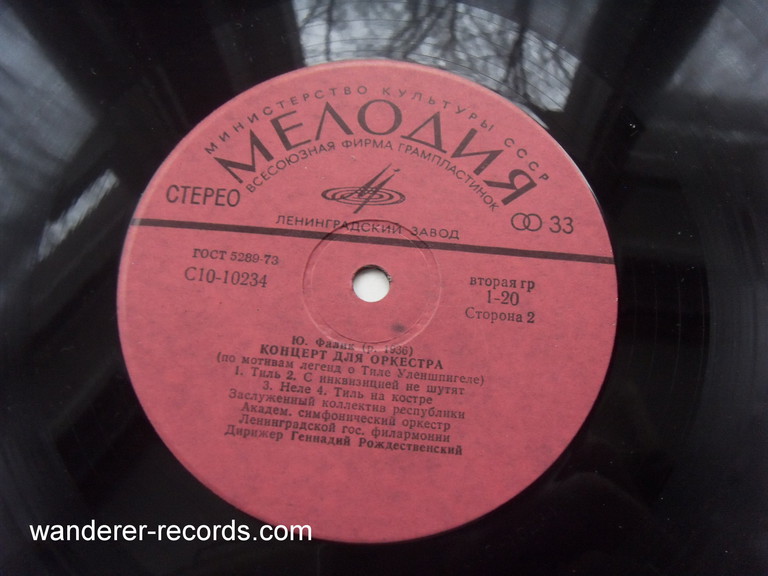 МИНИСТЕРСТВО КУЛЬТУРЫ СССР
МЕЛОДИЯ
ВСЕСОЮЗНАЯ ФИРМА ГРАМПЛАСТИНОК
СТЕРЕО
33
ЛЕНИНГРАДСКИЙ ЗАВОД
ГОСТ 5289-73
С10-10234
вторая гр
1-20
Сторона 2
Ю. Фалик (р. 1936)
КОНЦЕРТ ДЛЯ ОРКЕСТРА
(по мотивам легенд о Тиле Уленшпигеле)
1. Тиль 2. С инквизицией не шутят
3. Неле 4. Тиль на костре
Заслуженный коллектив республики
Академ. симфонический оркестр
Ленинградской гос. филармонии
Дирижер Геннадий Рождественский
wanderer-records.com